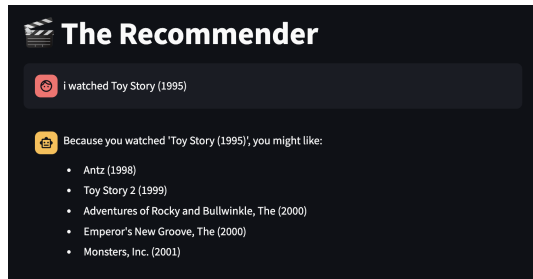 The Recommender
i watched Toy Story (1995)
Because you watched 'Toy Story (1995)', you might like:
• Antz (1998)
• Toy Story 2 (1999)
• Adventures of Rocky and Bullwinkle, The (2000)
• Emperor's New Groove, The (2000)
• Monsters, Inc. (2001)